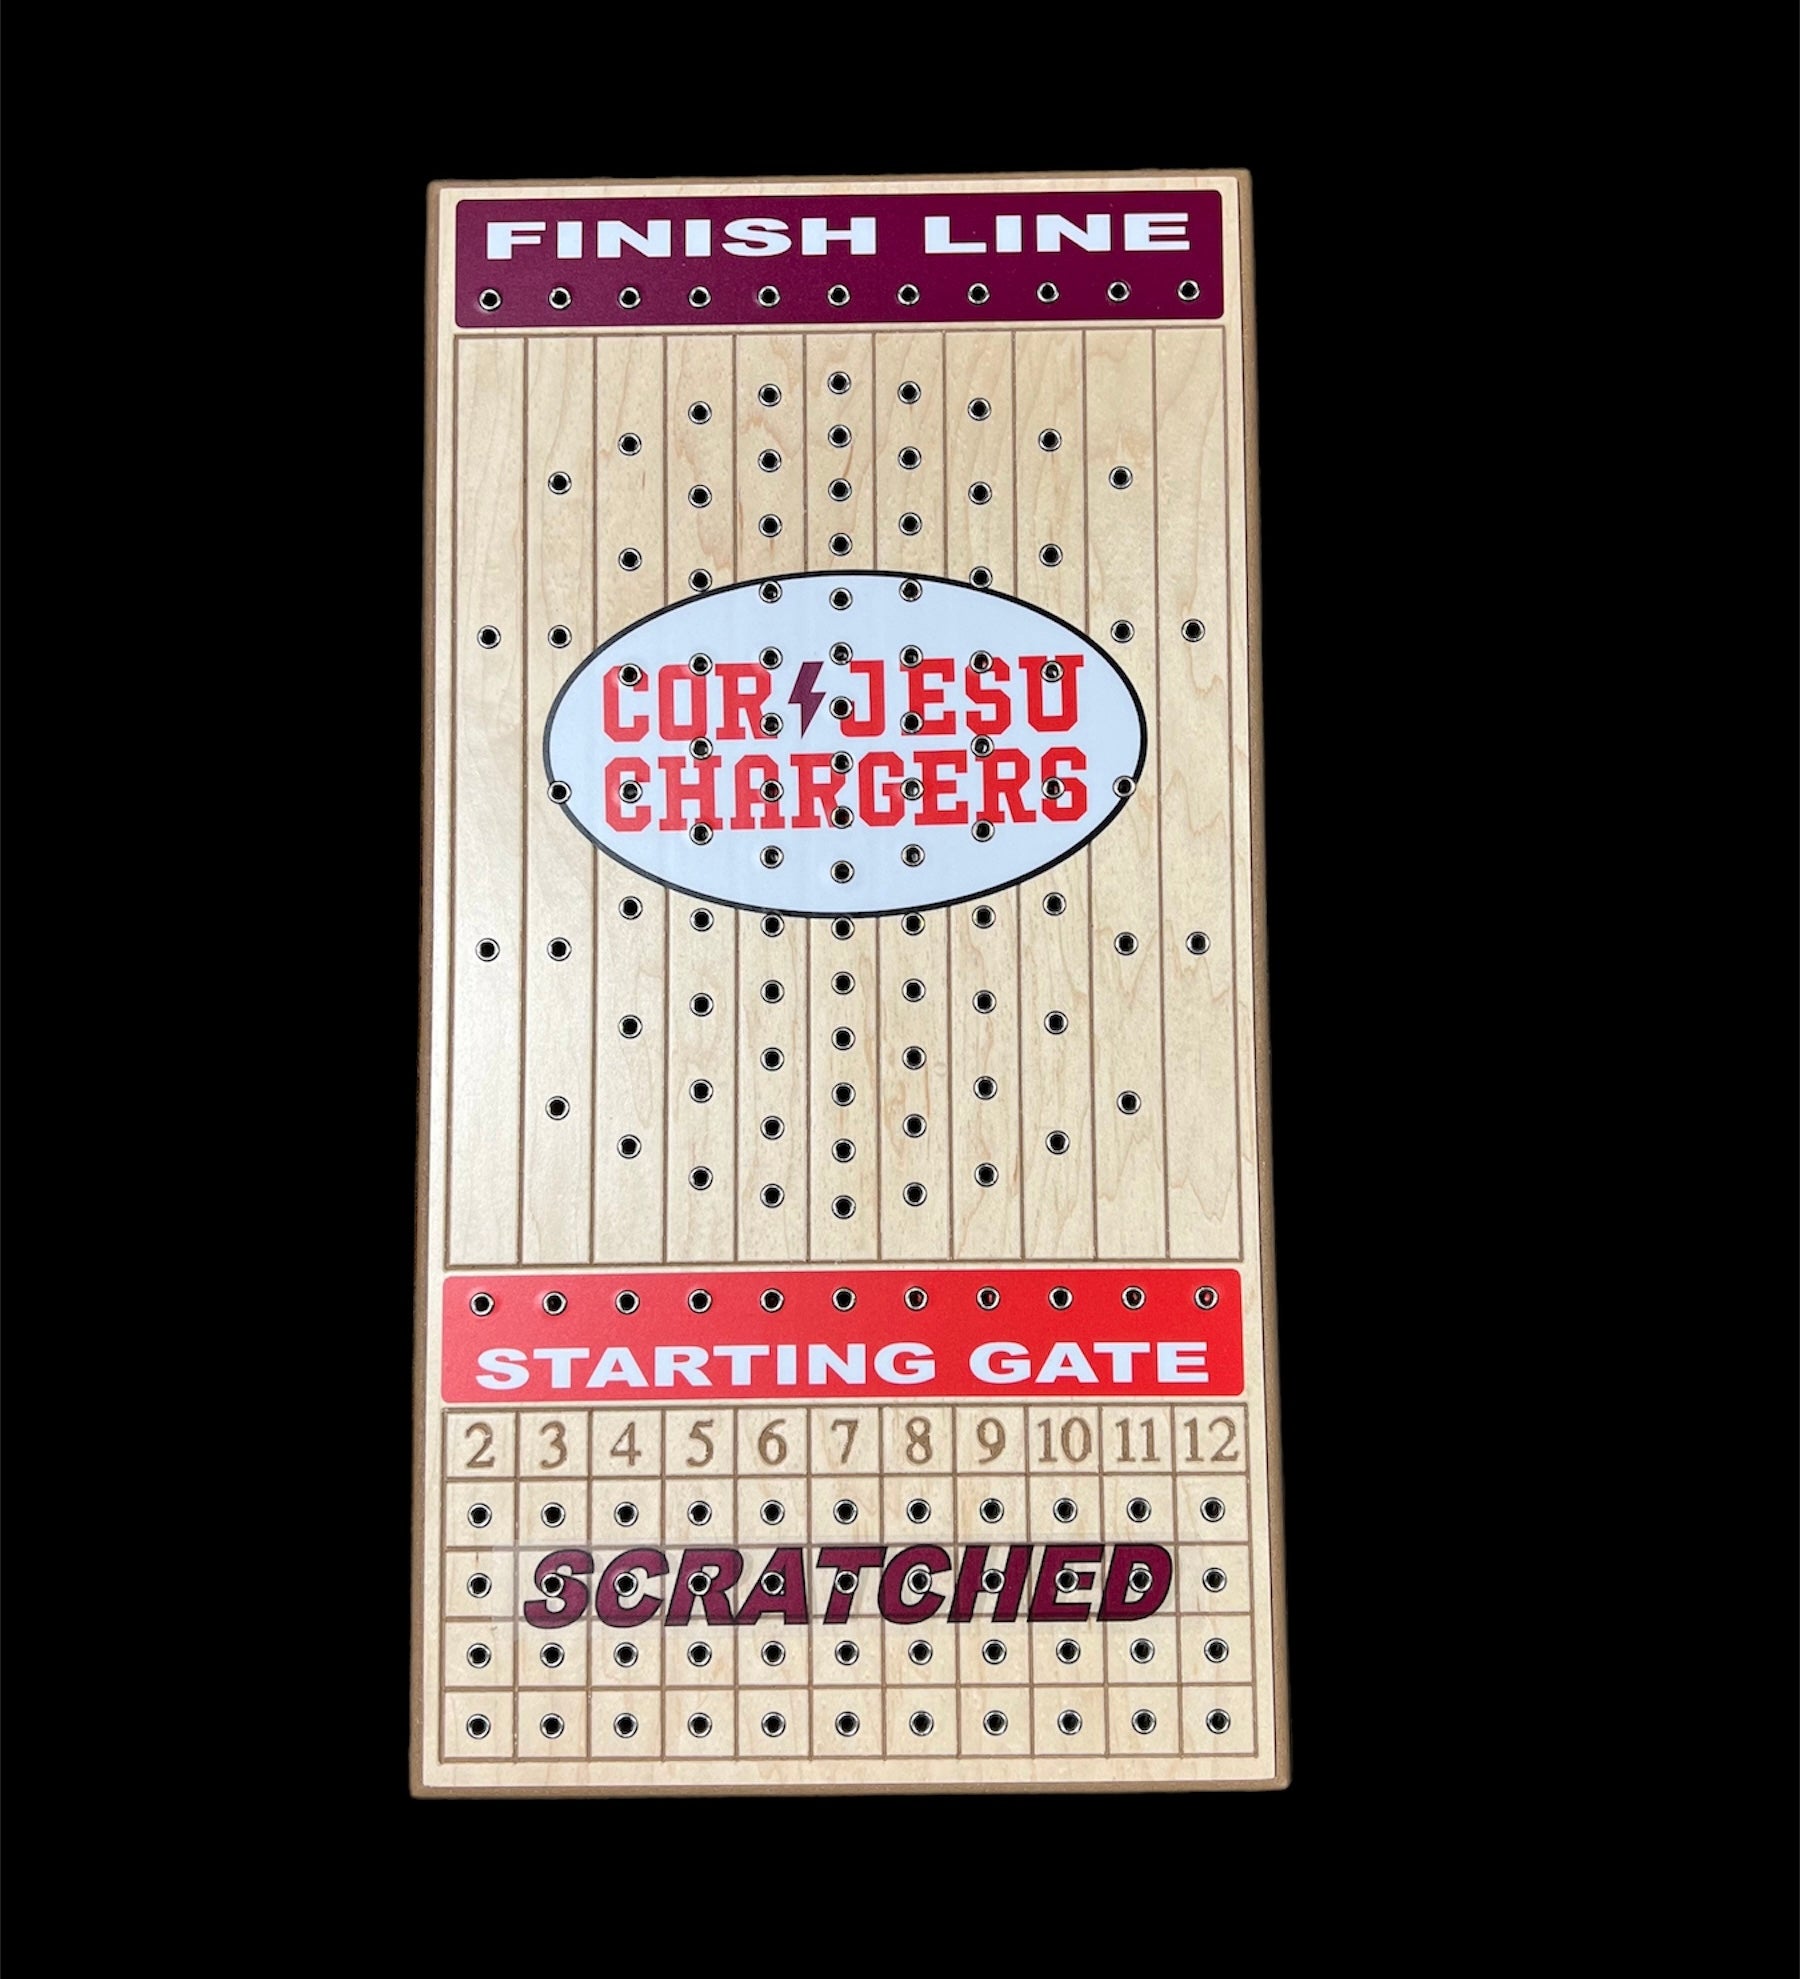 FINISH LINE
COR JESU
CHARGERS
STARTING GATE
2 3 4 5 6 7 8 9 10 11 12
SCRATCHED